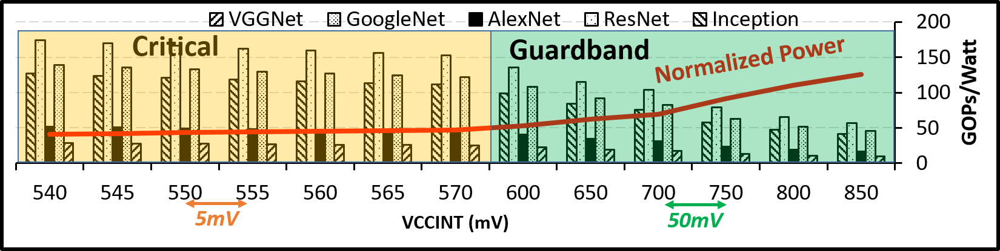 VGGNet GoogleNet AlexNet ResNet Inception
200
Critical Guardband
Normalized Power
150
100
50
0
GOPs/Watt
540 545 550 555 560 565 570 600 650 700 750 800 850
5mV 50mV
VCCINT (mV)